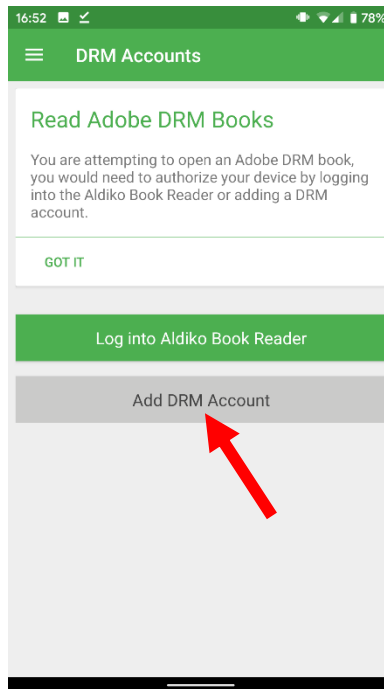 16:52 78%
DRM Accounts
Read Adobe DRM Books
You are attempting to open an Adobe DRM book,
you would need to authorize your device by logging
into the Aldiko Book Reader or adding a DRM
account.
GOT IT
Log into Aldiko Book Reader
Add DRM Account